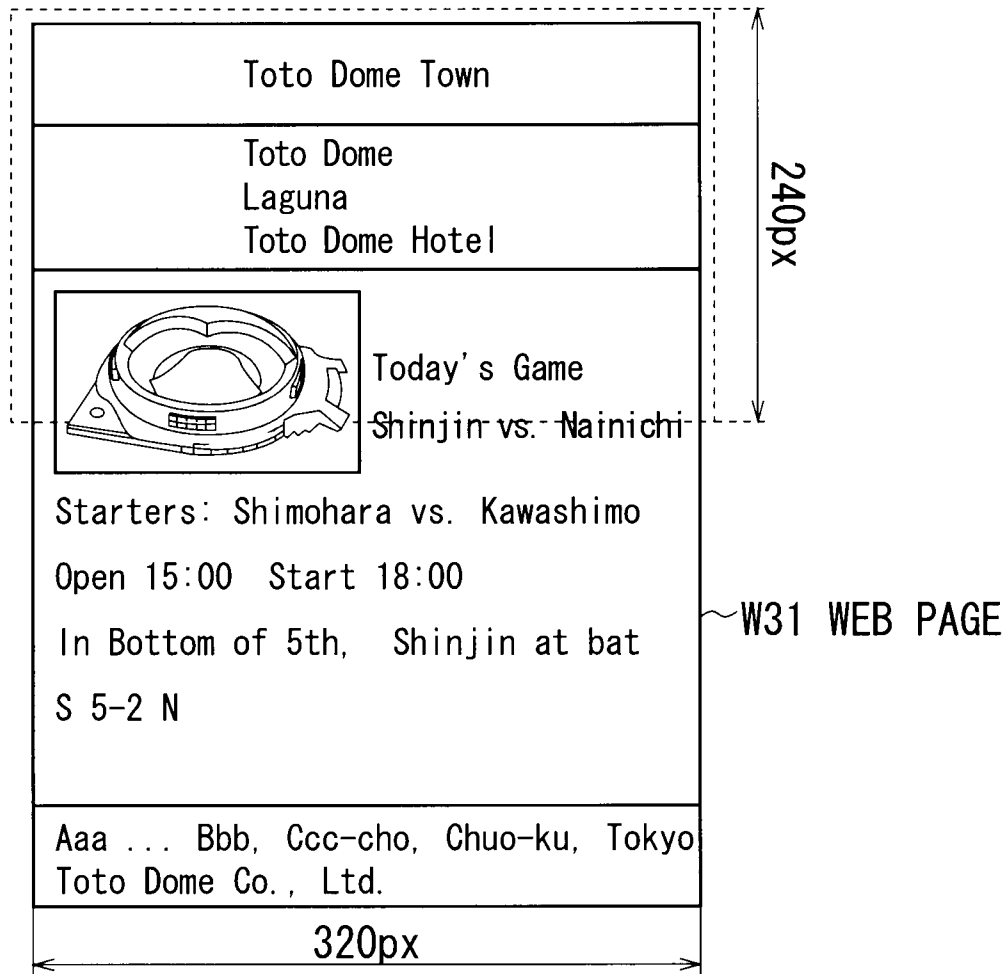 Toto Dome Town
Toto Dome
Laguna
Toto Dome Hotel
Today's Game
Shinjin vs. Nainichi
Starters: Shimohara vs. Kawashimo
Open 15:00 Start 18:00
In Bottom of 5th, Shinjin at bat
S 5-2 N
Aaa ... Bbb, Ccc-cho, Chuo-ku, Tokyo
Toto Dome Co., Ltd.
240px
W31 WEB PAGE
320px